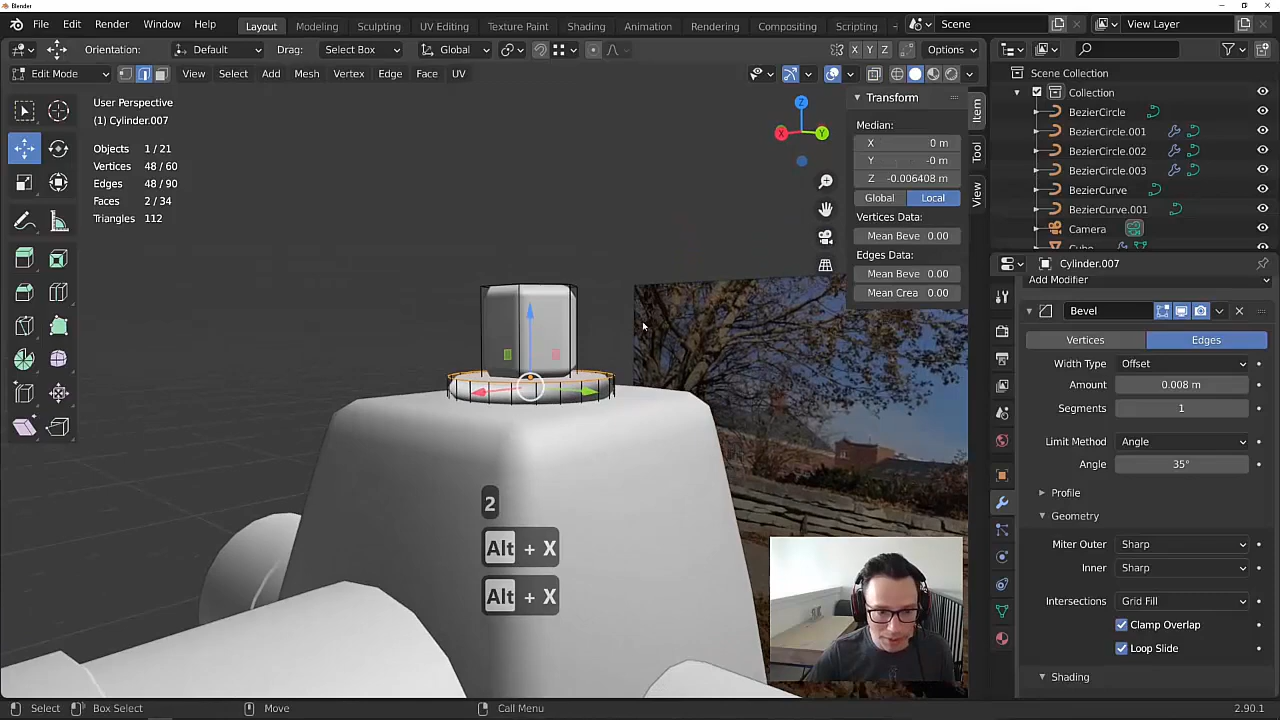 Blender
File Edit Render Window Help
Layout Modeling Sculpting UV Editing Texture Paint Shading Animation Rendering Compositing Scripting
Scene
View Layer
Orientation: Default Drag: Select Box Global
X Y Z Options
Edit Mode View Select Add Mesh Vertex Edge Face UV
User Perspective
(1) Cylinder.007
Objects 1 / 21
Vertices 48 / 60
Edges 48 / 90
Faces 2 / 34
Triangles 112
Z
X
Y
Transform
Median:
X 0 m
Y -0 m
Z -0.006408 m
Global Local
Vertices Data:
Mean Beve 0.00
Edges Data:
Mean Beve 0.00
Mean Crea 0.00
Item
Tool
View
Scene Collection
Collection
BezierCircle
BezierCircle.001
BezierCircle.002
BezierCircle.003
BezierCurve
BezierCurve.001
Camera
Cube
Cylinder.007
Add Modifier
Bevel
Vertices Edges
Width Type Offset
Amount 0.008 m
Segments 1
Limit Method Angle
Angle 35°
Profile
Geometry
Miter Outer Sharp
Inner Sharp
Intersections Grid Fill
Clamp Overlap
Loop Slide
Shading
2
Alt + X
Alt + X
Select Box Select Move Call Menu 2.90.1